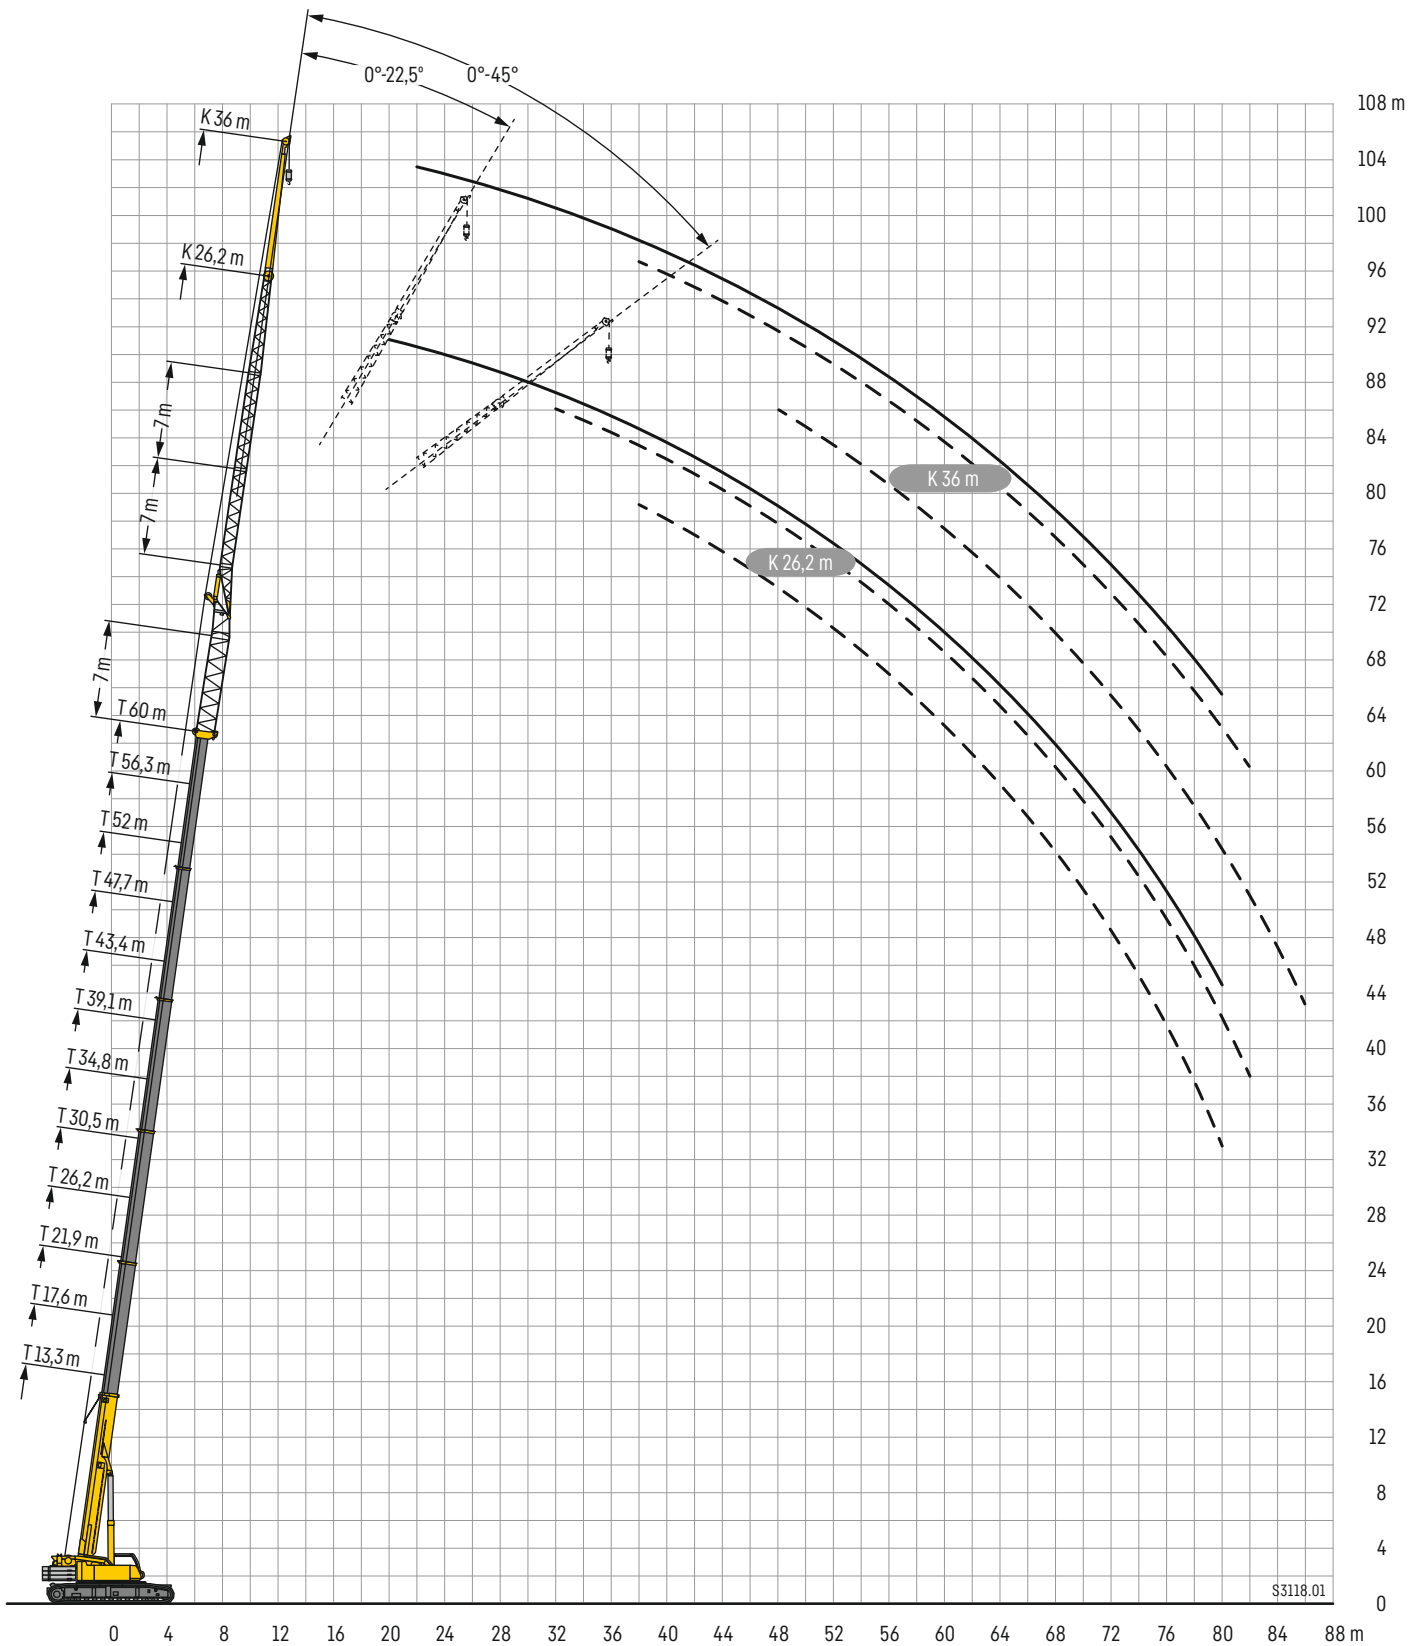 0°-22,5°
0°-45°
K 36 m
K 26,2 m
7 m
7 m
7 m
T 60 m
T 56,3 m
T 52 m
T 47,7 m
T 43,4 m
T 39,1 m
T 34,8 m
T 30,5 m
T 26,2 m
T 21,9 m
T 17,6 m
T 13,3 m
K 36 m
K 26,2 m
108 m
104
100
96
92
88
84
80
76
72
68
64
60
56
52
48
44
40
36
32
28
24
20
16
12
8
4
0
S3118.01
0 4 8 12 16 20 24 28 32 36 40 44 48 52 56 60 64 68 72 76 80 84 88 m